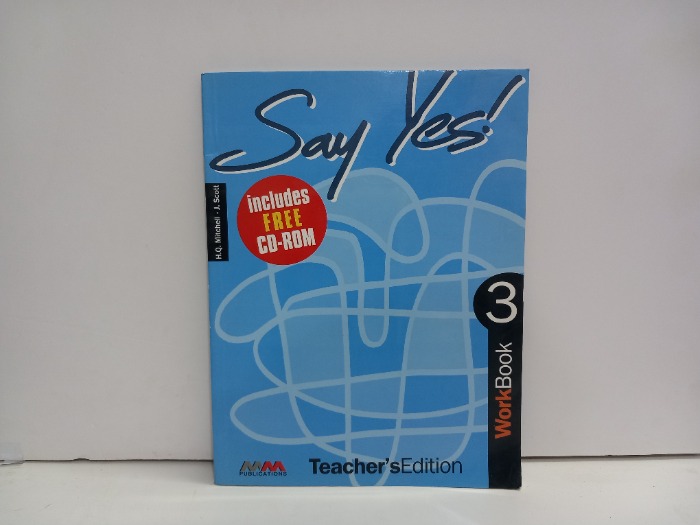 Say Yes!
H.Q. Mitchell - J. Scott
includes
FREE
CD-ROM
3
WorkBook
MM
PUBLICATIONS
Teacher'sEdition